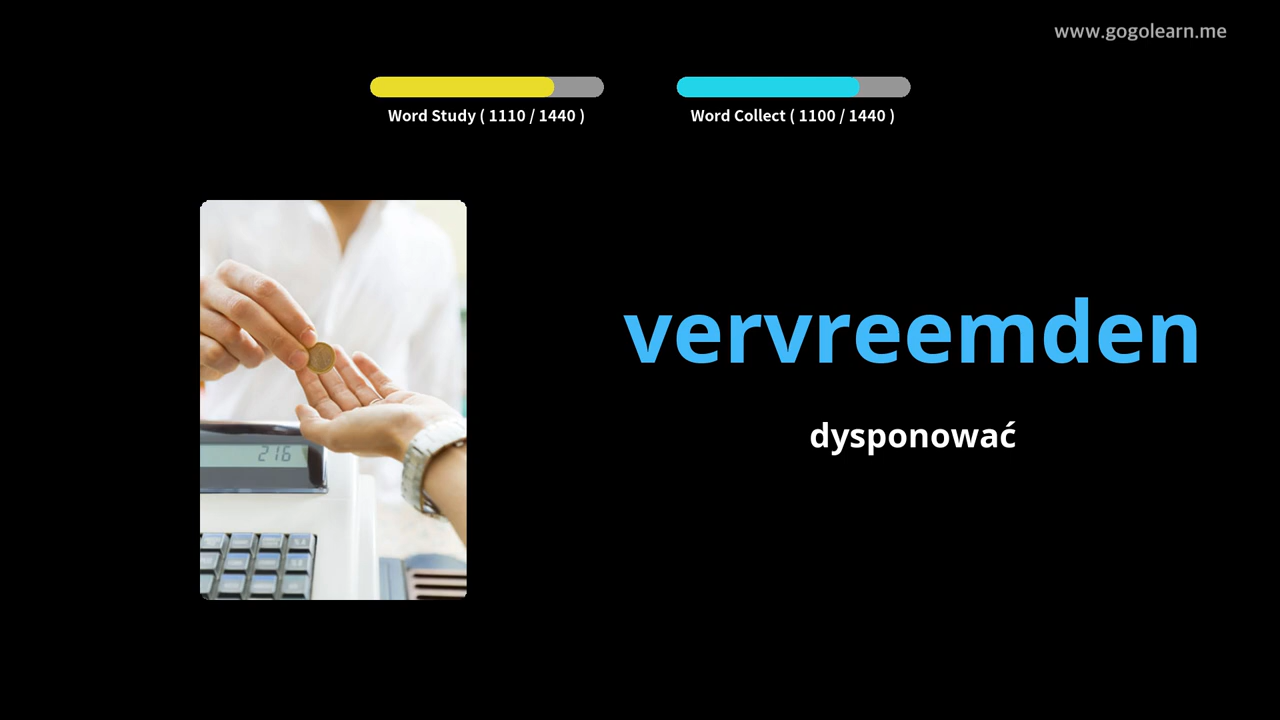 www.gogolearn.me
Word Study ( 1110 / 1440 )
Word Collect ( 1100 / 1440 )
vervreemden
dysponować
216